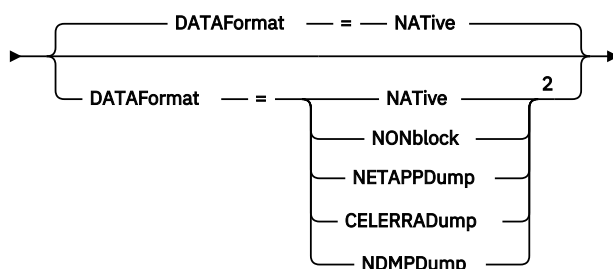 DATAFormat = NATive
DATAFormat = NATive 2
NONblock
NETAPPDump
CELERRADump
NDMPDump